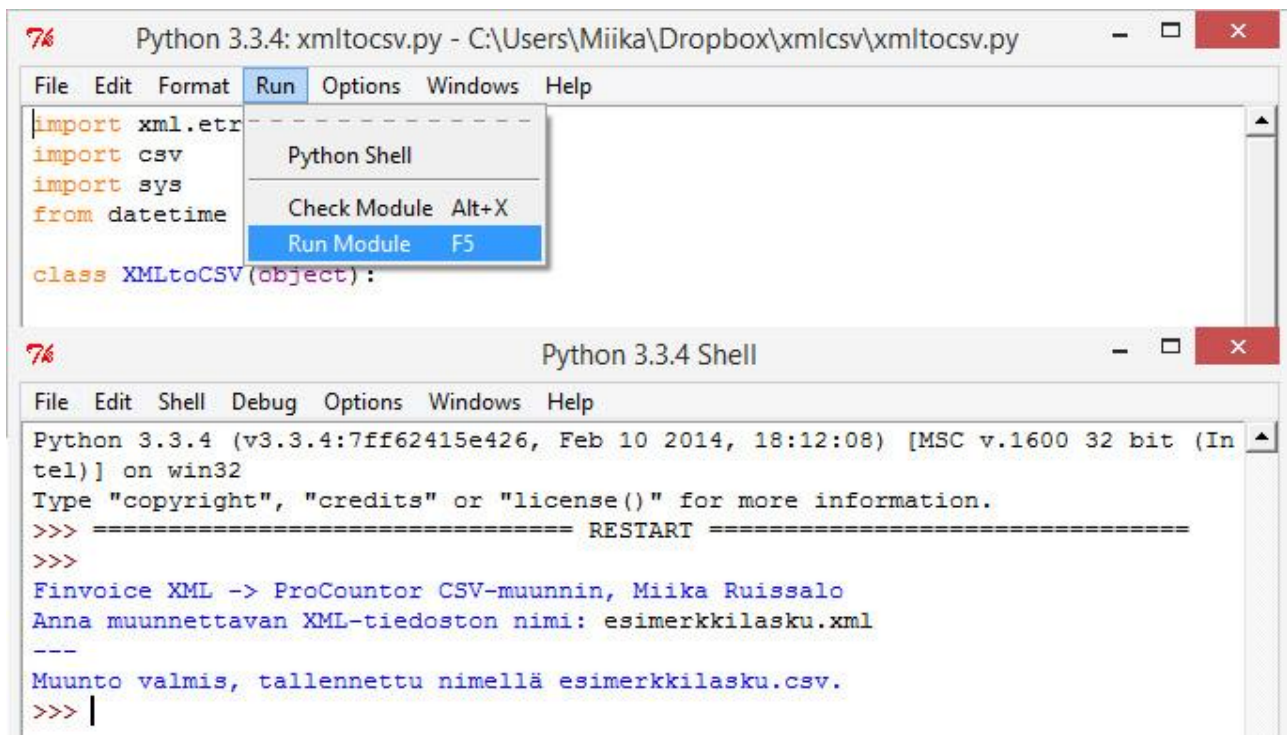 Python 3.3.4: xmltocsv.py - C:\Users\Miika\Dropbox\xmlcsv\xmltocsv.py
File Edit Format Run Options Windows Help
import xml.etr
import csv
Python Shell
import sys
from datetime
Check Module Alt+X
Run Module F5
class XMLtoCSV(object):
Python 3.3.4 Shell
File Edit Shell Debug Options Windows Help
Python 3.3.4 (v3.3.4:7ff62415e426, Feb 10 2014, 18:12:08) [MSC v.1600 32 bit (In
tel)] on win32
Type "copyright", "credits" or "license()" for more information.
>>> ================================ RESTART ================================
>>>
Finvoice XML -> ProCountor CSV-muunnin, Miika Ruissalo
Anna muunnettavan XML-tiedoston nimi: esimerkkilasku.xml
---
Muunto valmis, tallennettu nimellä esimerkkilasku.csv.
>>>